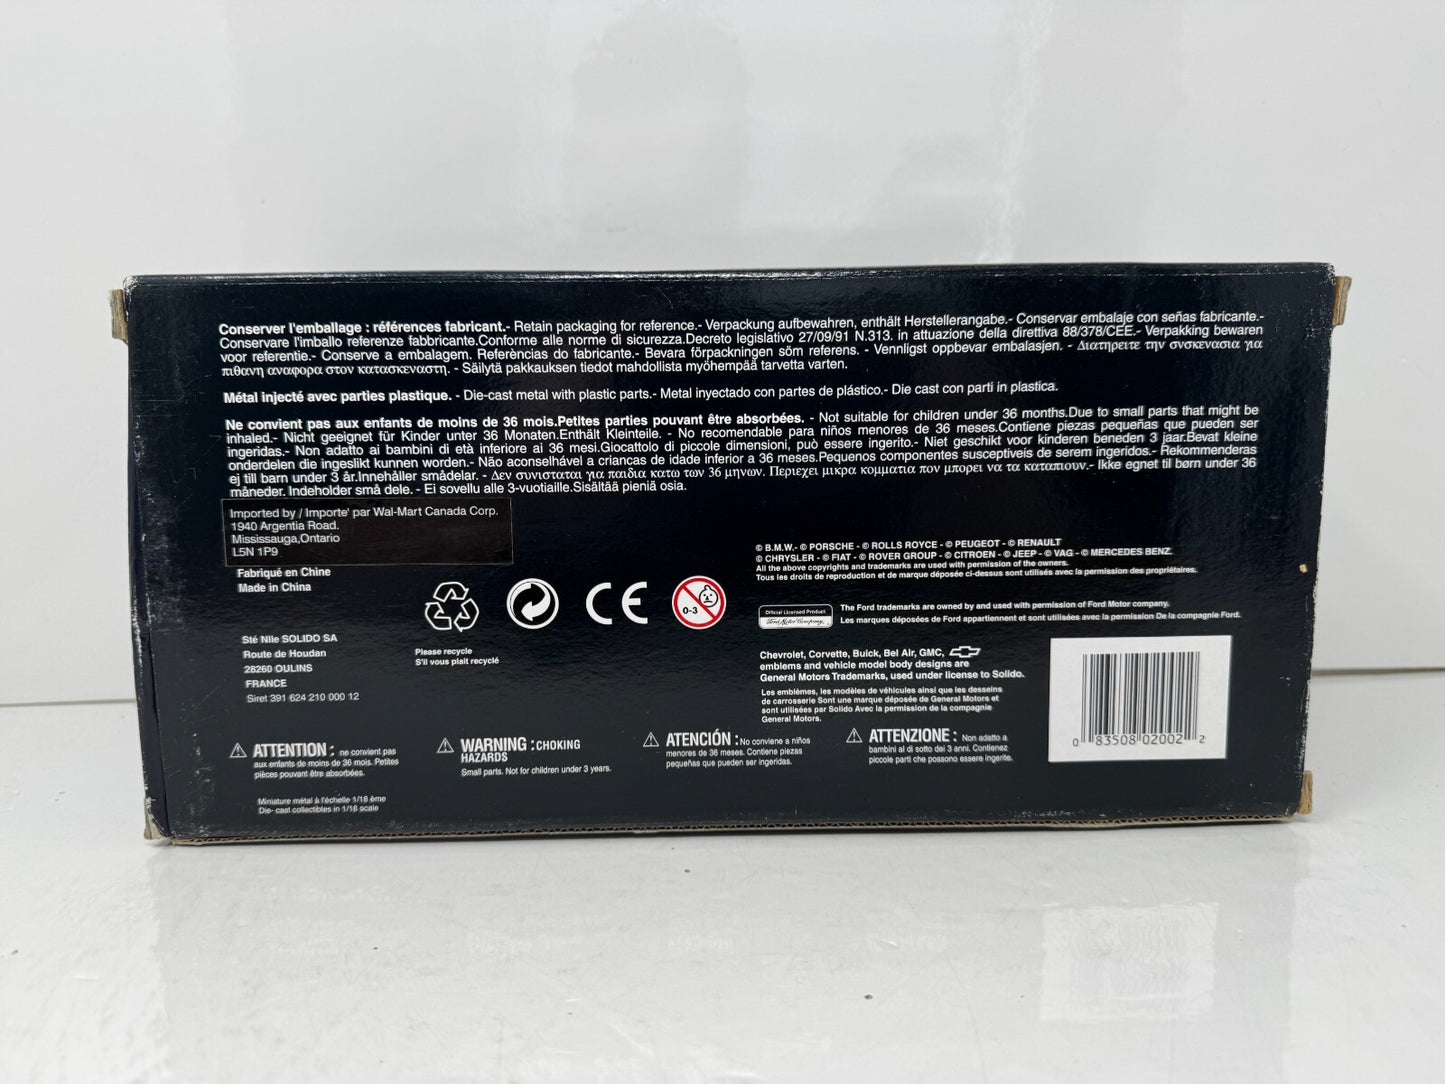 Conserver l'emballage : références fabricant.- Retain packaging for reference.- Verpackung aufbewahren, enthält Herstellerangabe.- Conservar embalaje con señas fabricante.-
Conservare l'imballo referenze fabbricante.Conforme alle norme di sicurezza.Decreto legislativo 27/09/91 N.313. in attuazione della direttiva 88/378/CEE.- Verpakking bewaren
voor referentie.- Conserve a embalagem. Referências do fabricante.- Bevara förpackningen söm referens. - Vennligst oppbevar embalasjen. - Διατηρειτε την συσκενασια για
πιθανη αναφορα στον κατασκεναστη. - Säilytä pakkauksen tiedot mahdollista myöhempää tarvetta varten.
Métal injecté avec parties plastique. - Die-cast metal with plastic parts.- Metal inyectado con partes de plástico.- Die cast con parti in plastica.
Ne convient pas aux enfants de moins de 36 mois.Petites parties pouvant être absorbées. - Not suitable for children under 36 months.Due to small parts that might be
inhaled.- Nicht geeignet für Kinder unter 36 Monaten.Enthält Kleinteile. - No recomendable para niños menores de 36 meses.Contiene piezas pequeñas que pueden ser
ingeridas.- Non adatto ai bambini di età inferiore ai 36 mesi.Giocattolo di piccole dimensioni, può essere ingerito.- Niet geschikt voor kinderen beneden 3 jaar.Bevat kleine
onderdelen die ingeslikt kunnen worden.- Não aconselhável a criancas de idade inferior a 36 meses.Pequenos componentes susceptiveis de serem ingeridos.- Rekommenderas
ej till barn under 3 år.Innehåller smådelar. - Δεν συνισταται για παιδια κατω των 36 μηνων. Περιεχει μικρα κομματια πον μπορει να τα καταπιουν.- Ikke egnet til børn under 36
måneder. Indeholder små dele. - Ei sovellu alle 3-vuotiaille.Sisältää pieniä osia.
Imported by / Importe' par Wal-Mart Canada Corp.
1940 Argentia Road.
Mississauga,Ontario
L5N 1P9
Fabriqué en Chine
Made in China
Sté Nlle SOLIDO SA
Route de Houdan
28260 OULINS
FRANCE
Siret 391 624 210 000 12
Please recycle
S'il vous plait recyclé
CE
0-3
© B.M.W.- © PORSCHE - © ROLLS ROYCE - © PEUGEOT - © RENAULT
© CHRYSLER - © FIAT - © ROVER GROUP - © CITROEN - © JEEP - © VAG - © MERCEDES BENZ.
All the above copyrights and trademarks are used with permission of the owners.
Tous les droits de reproduction et de marque déposée ci-dessus sont utilisés avec la permission des propriétaires.
Official Licensed Product
Ford Motor Company
The Ford trademarks are owned by and used with permission of Ford Motor company.
Les marques déposées de Ford appartiennent et sont utilisées avec la permission De la compagnie Ford.
Chevrolet, Corvette, Buick, Bel Air, GMC,
emblems and vehicle model body designs are
General Motors Trademarks, used under license to Solido.
Les emblèmes, les modèles de véhicules ainsi que les desseins
de carrosserie Sont une marque déposée de General Motors et
sont utilisées par Solido Avec la permission de la compagnie
General Motors.
0 83508 02002 2
ATTENTION : ne convient pas
aux enfants de moins de 36 mois. Petites
pièces pouvant être absorbées.
WARNING : CHOKING
HAZARDS
Small parts. Not for children under 3 years.
ATENCIÓN : No conviene a niños
menores de 36 meses. Contiene piezas
pequeñas que pueden ser ingeridas.
ATTENZIONE : Non adatto a
bambini al di sotto dei 3 anni. Contienez
piccole parti che possono essere ingerite.
Miniature métal à l'échelle 1/18 ème
Die- cast collectibles in 1/18 scale